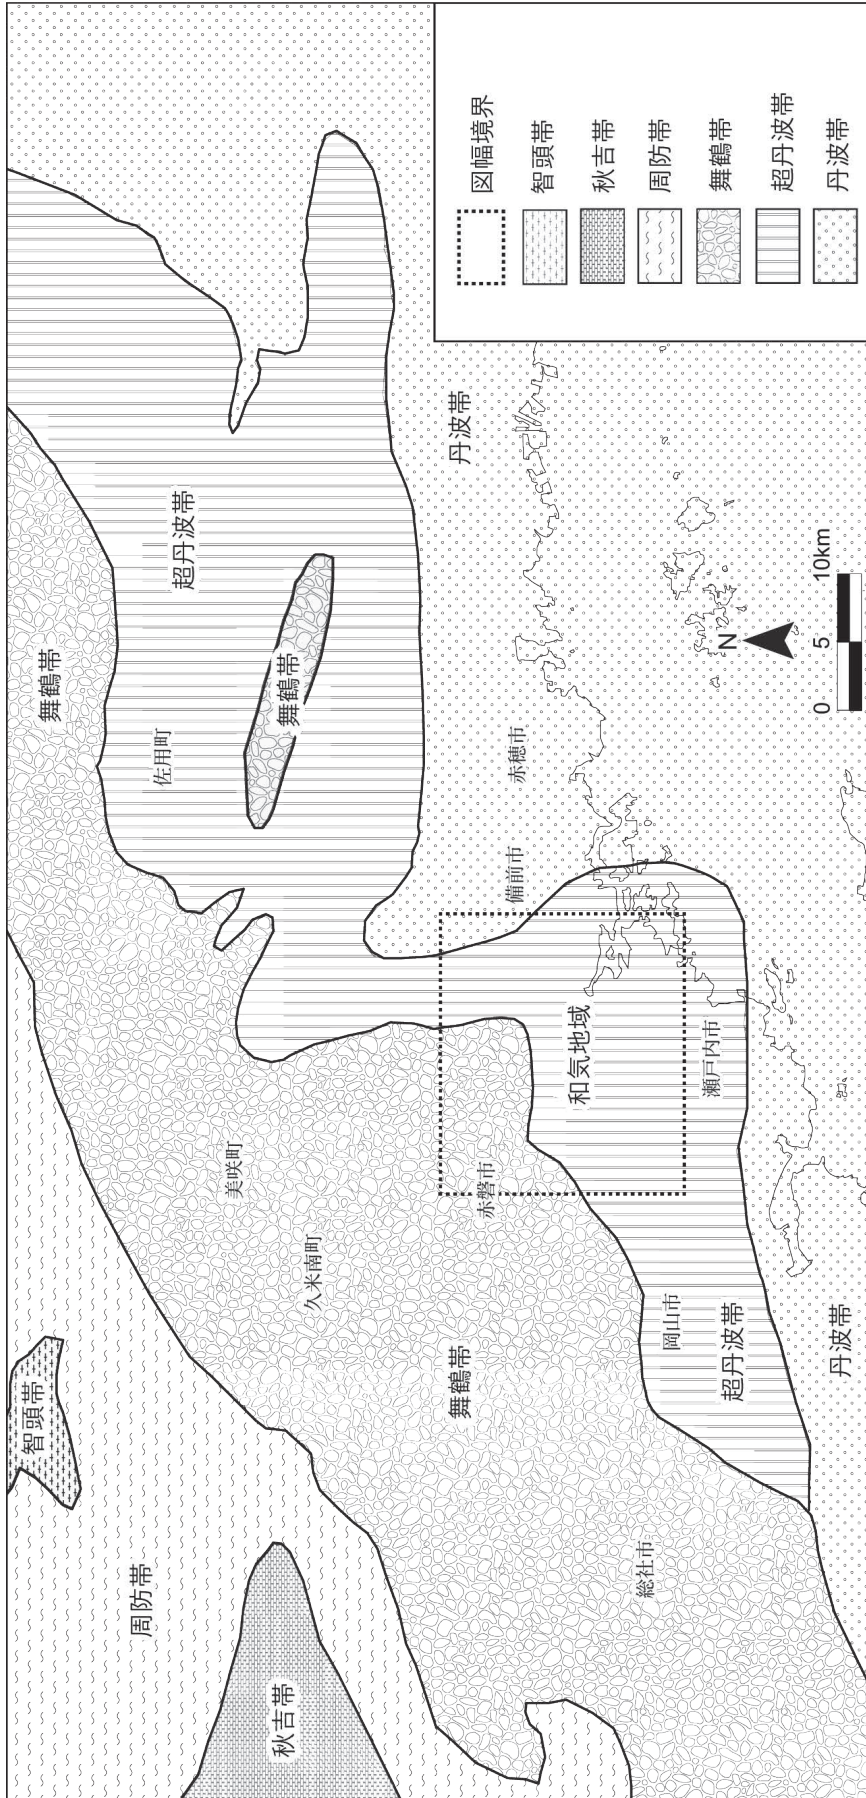 智頭帯
周防帯
秋吉帯
舞鶴帯
超丹波帯
舞鶴帯
佐用町
美咲町
久米南町
舞鶴帯
総社市
赤磐市
和気地域
備前市
赤穂市
丹波帯
岡山市
瀬戸内市
超丹波帯
丹波帯
N
0 5 10km
図幅境界
智頭帯
秋吉帯
周防帯
舞鶴帯
超丹波帯
丹波帯